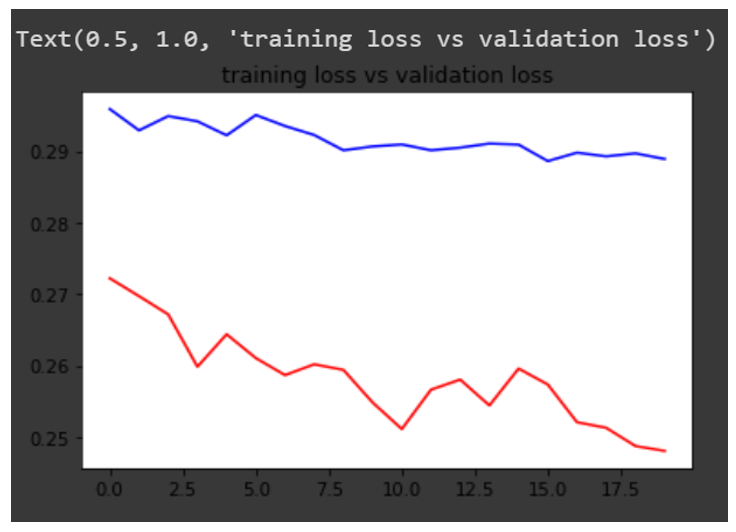 Text(0.5, 1.0, 'training loss vs validation loss')
training loss vs validation loss
0.29
0.28
0.27
0.26
0.25
0.0 2.5 5.0 7.5 10.0 12.5 15.0 17.5